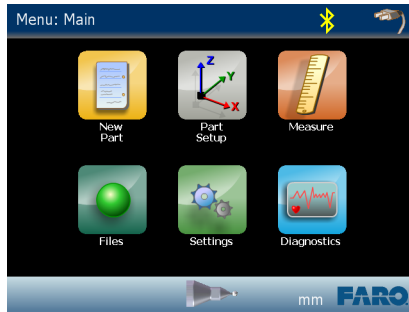 Menu: Main
Z
Y
X
New
Part
Part
Setup
Measure
Files
Settings
Diagnostics
mm
FARO